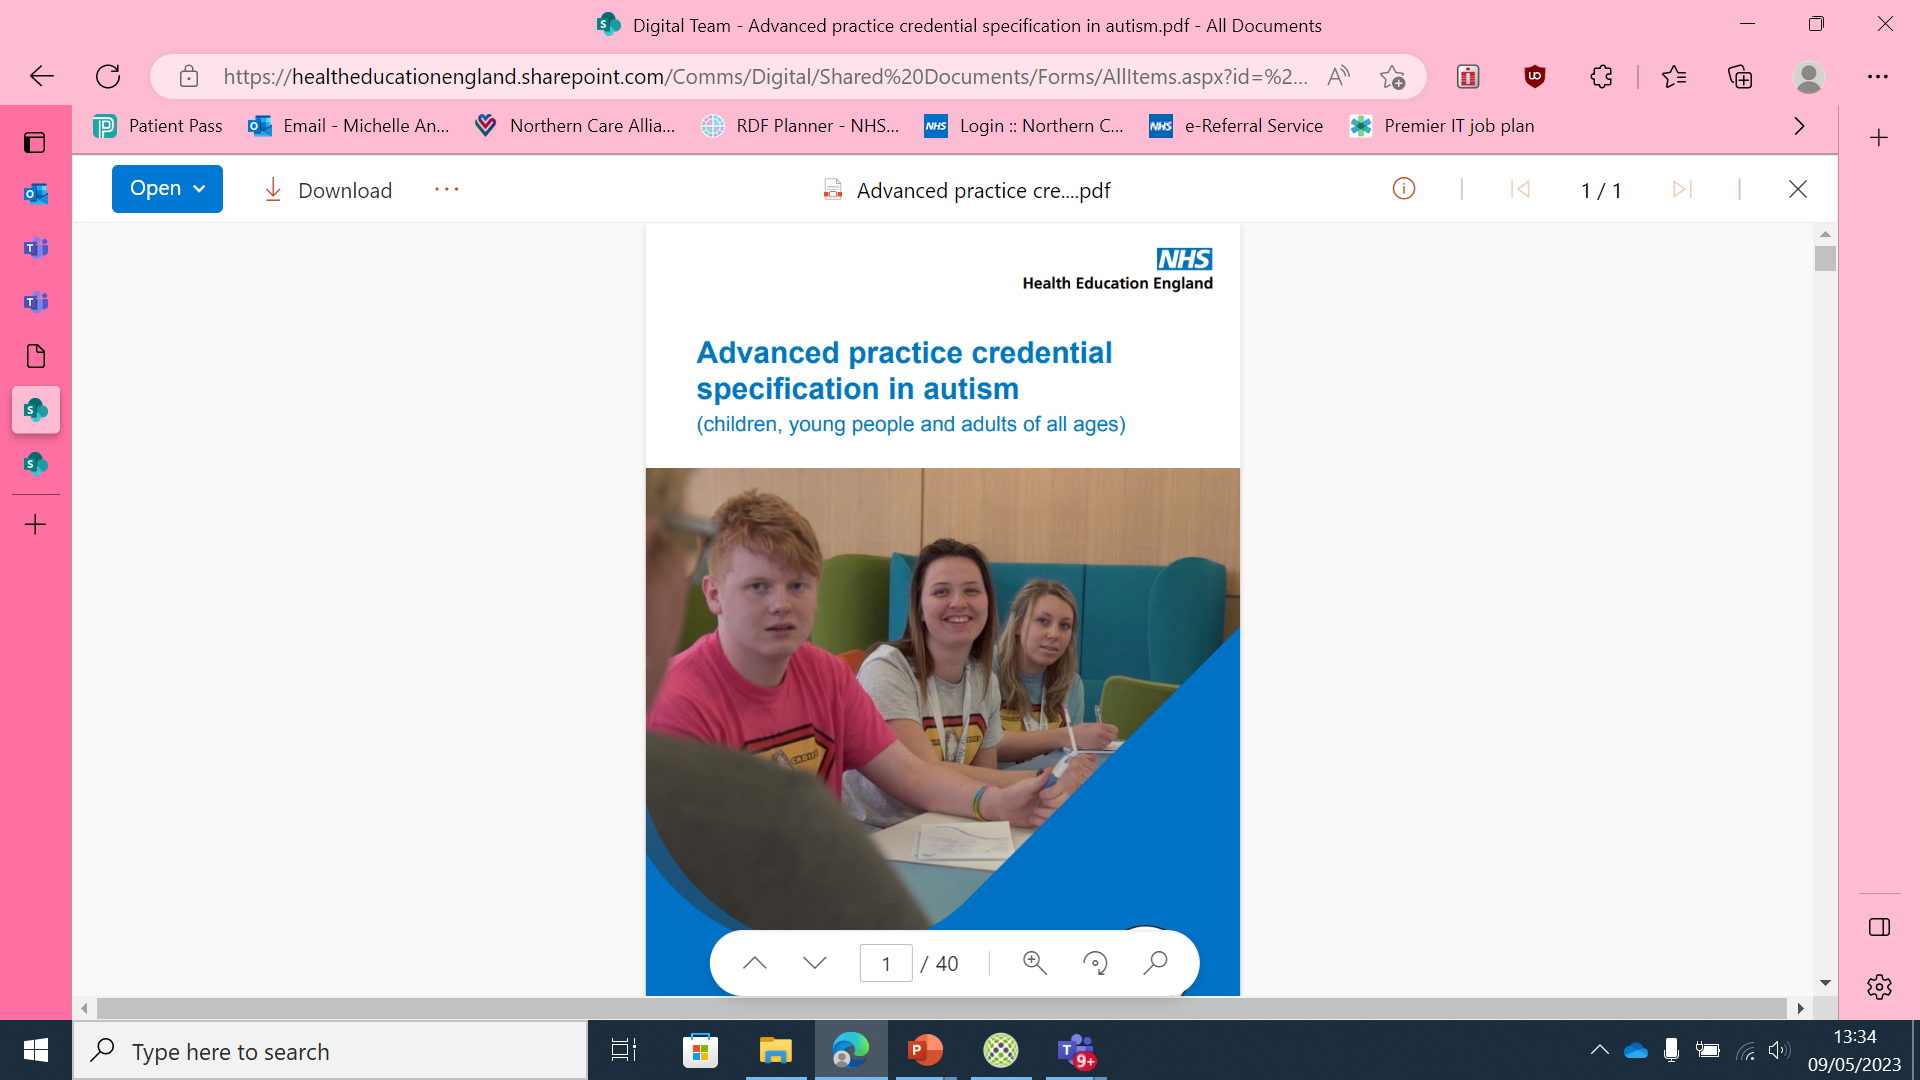 Digital Team - Advanced practice credential specification in autism.pdf - All Documents
https://healtheducationengland.sharepoint.com/Comms/Digital/Shared%20Documents/Forms/AllItems.aspx?id=%2...
Patient Pass
Email - Michelle An...
Northern Care Allia...
RDF Planner - NHS...
NHS
Login :: Northern C...
NHS
e-Referral Service
Premier IT job plan
Open
Download
Advanced practice cre....pdf
1 / 1
NHS
Health Education England
Advanced practice credential
specification in autism
(children, young people and adults of all ages)
CHOICE
1 / 40
Type here to search
9+
13:34
09/05/2023